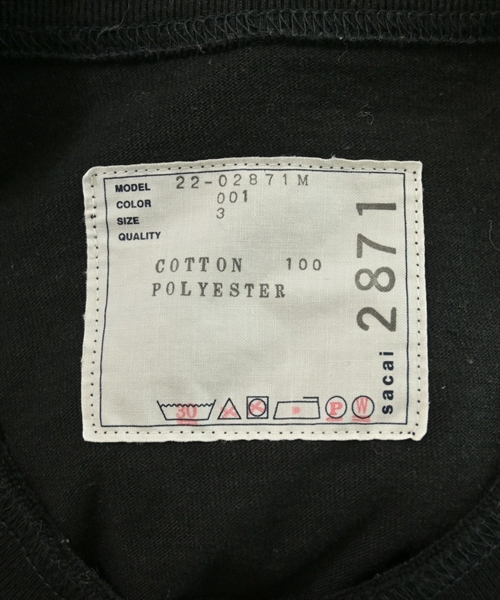 MODEL 22-02871M
COLOR 001
SIZE 3
QUALITY
COTTON 100
POLYESTER
sacai 2871
30
P W